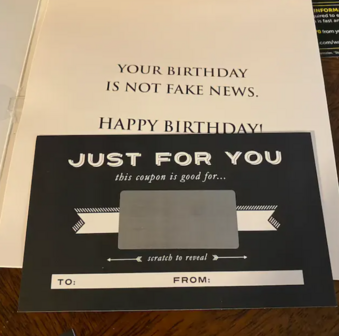 YOUR BIRTHDAY
IS NOT FAKE NEWS.
HAPPY BIRTHDAY!
JUST FOR YOU
this coupon is good for...
scratch to reveal
TO: FROM: